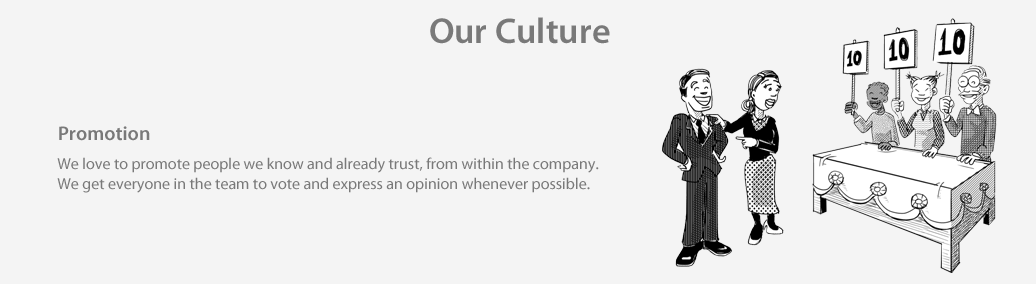 Our Culture
10 10 10
Promotion
We love to promote people we know and already trust, from within the company.
We get everyone in the team to vote and express an opinion whenever possible.